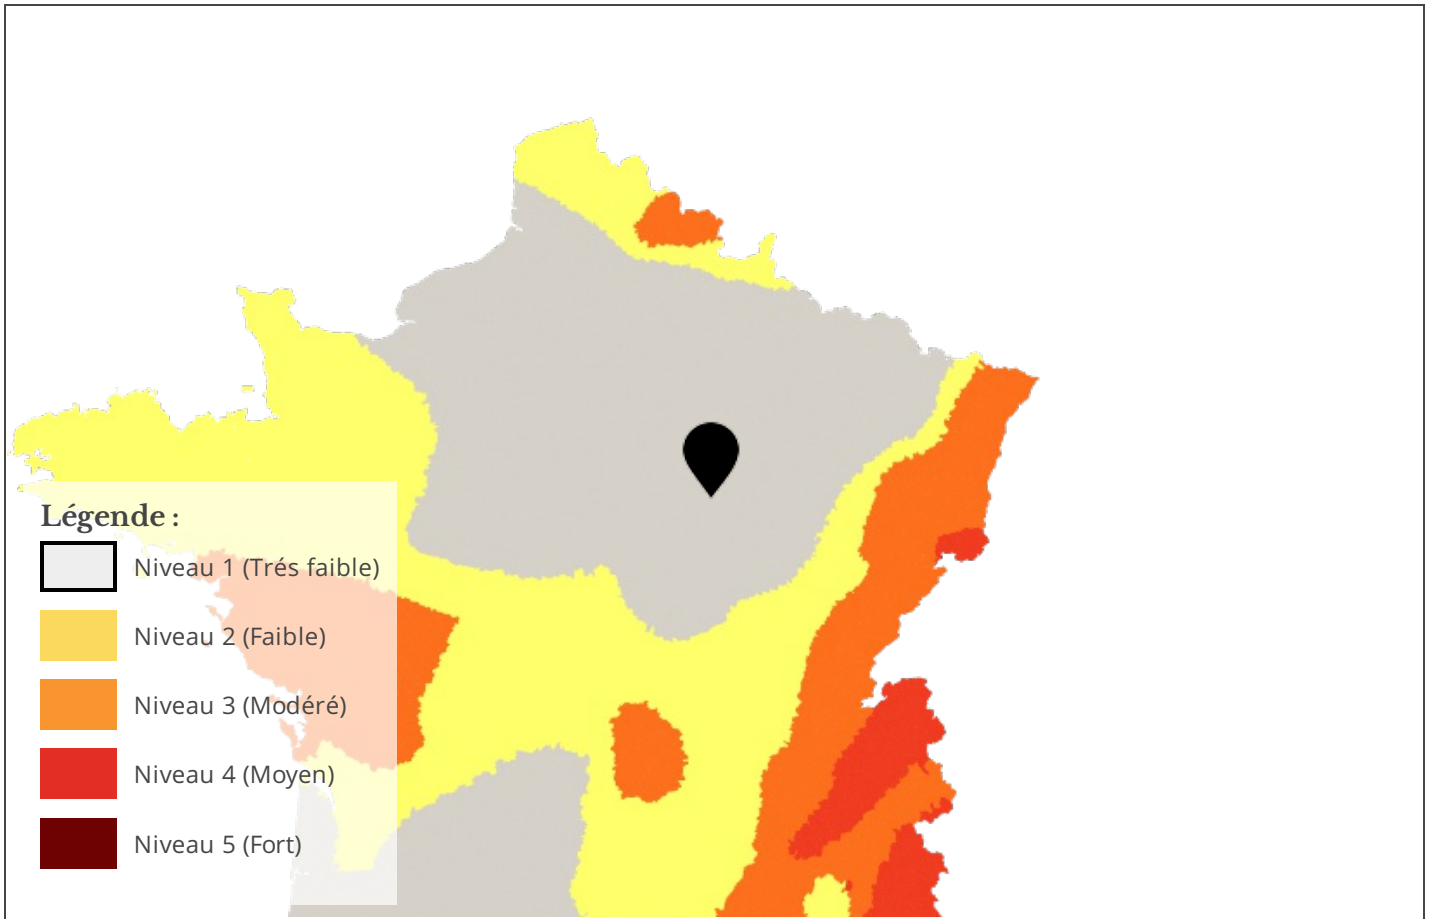 Légende :
Niveau 1 (Trés faible)
Niveau 2 (Faible)
Niveau 3 (Modéré)
Niveau 4 (Moyen)
Niveau 5 (Fort)